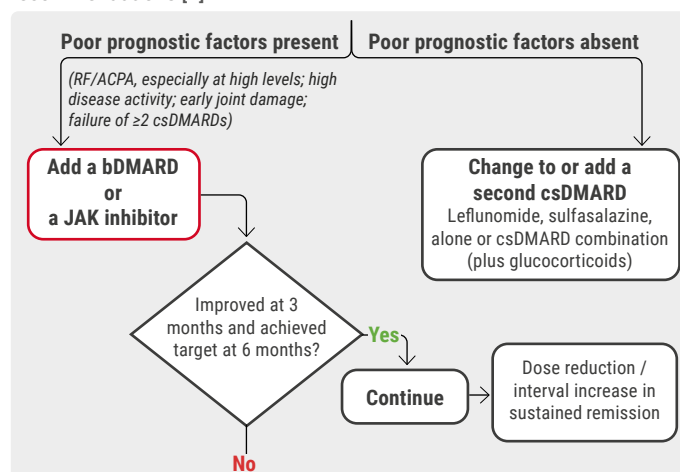 Poor prognostic factors present
Poor prognostic factors absent
(RF/ACPA, especially at high levels; high
disease activity; early joint damage;
failure of ≥2 csDMARDs)
Add a bDMARD
or
a JAK inhibitor
Change to or add a
second csDMARD
Leflunomide, sulfasalazine,
alone or csDMARD combination
(plus glucocorticoids)
Improved at 3
months and achieved
target at 6 months?
Yes
Continue
Dose reduction /
interval increase in
sustained remission
No